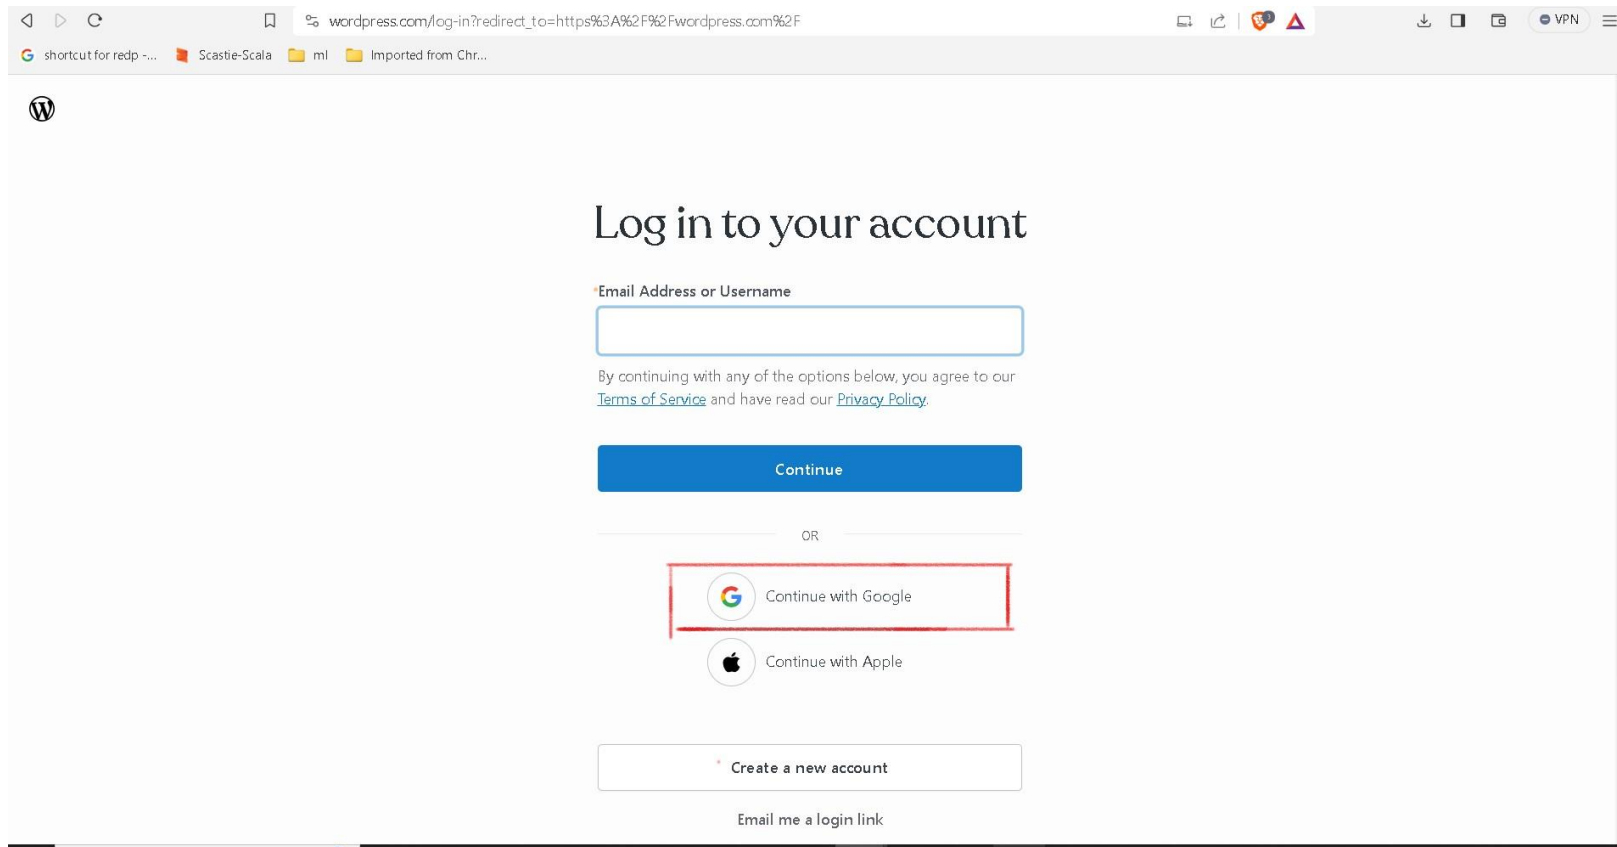 wordpress.com/log-in?redirect_to=https%3A%2F%2Fwordpress.com%2F
VPN
shortcut for redp -... Scastie-Scala ml Imported from Chr...
Log in to your account
*Email Address or Username
By continuing with any of the options below, you agree to our
Terms of Service and have read our Privacy Policy.
Continue
OR
Continue with Google
Continue with Apple
* Create a new account
Email me a login link